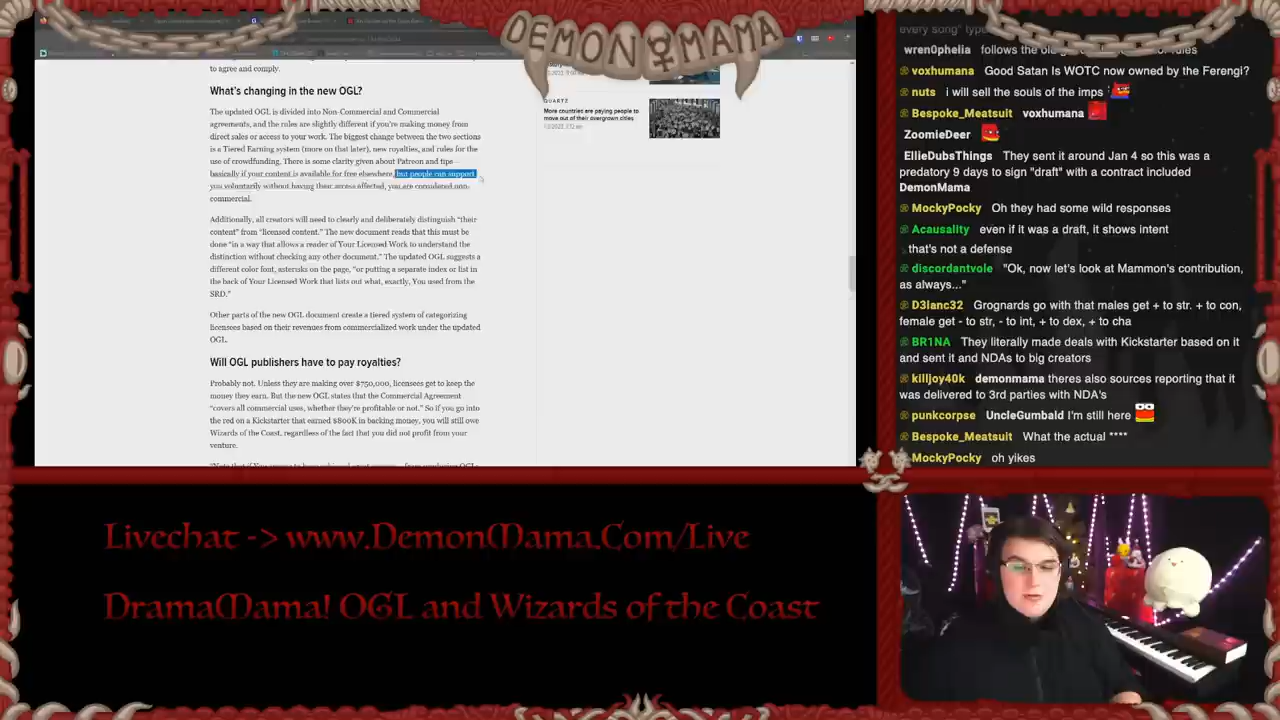 DEMON MAMA
to agree and comply.
What's changing in the new OGL?
The updated OGL is divided into Non-Commercial and Commercial
agreements, and the rules are slightly different if you're making money from
direct sales or access to your work. The biggest change between the two sections
is a Tiered Earning system (more on that later), new royalties, and rules for the
use of crowdfunding. There is some clarity given about Patreon and tips—
basically if your content is available for free elsewhere, but people can support
you voluntarily without having their access affected, you are considered non-
commercial.
Additionally, all creators will need to clearly and deliberately distinguish "their
content" from "licensed content." The new document reads that this must be
done "in a way that allows a reader of Your Licensed Work to understand the
distinction without checking any other document." The updated OGL suggests a
different color font, asterisks on the page, "or putting a separate index or list in
the back of Your Licensed Work that lists out what, exactly, You used from the
SRD."
Other parts of the new OGL document create a tiered system of categorizing
licensees based on their revenues from commercialized work under the updated
OGL.
Will OGL publishers have to pay royalties?
Probably not. Unless they are making over $750,000, licensees get to keep the
money they earn. But the new OGL states that the Commercial Agreement
"covers all commercial uses, whether they're profitable or not." So if you go into
the red on a Kickstarter that earned $800K in backing money, you will still owe
Wizards of the Coast, regardless of the fact that you did not profit from your
venture.
QUARTZ
More countries are paying people to
move out of their overgrown cities
every song" type
wren0phelia follows the
rules
voxhumana Good Satan Is WOTC now owned by the Ferengi?
nuts i will sell you the souls of the imps
Bespoke_Meatsuit voxhumana
ZoomieDeer
EllieDubsThings They received it around Jan 4 so they had
roughly 9 days to sign DemonMama and a contract included
DemonMama
MockyPocky Oh they had some wild responses
Acausality even if it was a draft, it shows intent
that's not a defense
discordantvole "Ok, now let's look at Mammon's contribution,
as always..."
D3lanc32 Groognards go with that males get + to str, + to con,
female get - to str, - to int, + to dex, + to cha
BR1NA They literally made deals with Kickstarter based on it
and sent it and NDAs to big creators
killjoy40k demonmama theres also sources reporting that it
was delivered to 3rd parties with NDA's
punkcorpse UncleGumbald I'm still here
Bespoke_Meatsuit What the actual ****
MockyPocky oh yikes
Livechat -> www.DemonMama.Com/Live
DramaMama! OGL and Wizards of the Coast